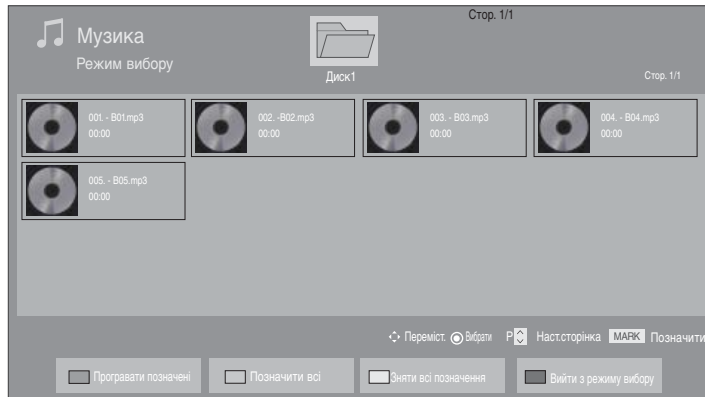 Стор. 1/1
Музика
Режим вибору
Диск1
Стор. 1/1
001. - B01.mp3
00:00
002. -B02.mp3
00:00
003. - B03.mp3
00:00
004. - B04.mp3
00:00
005. - B05.mp3
00:00
Переміст. Вибрати P Наст.сторінка MARK Позначити
Програвати позначені
Позначити всі
Зняти всі позначення
Вийти з режиму вибору